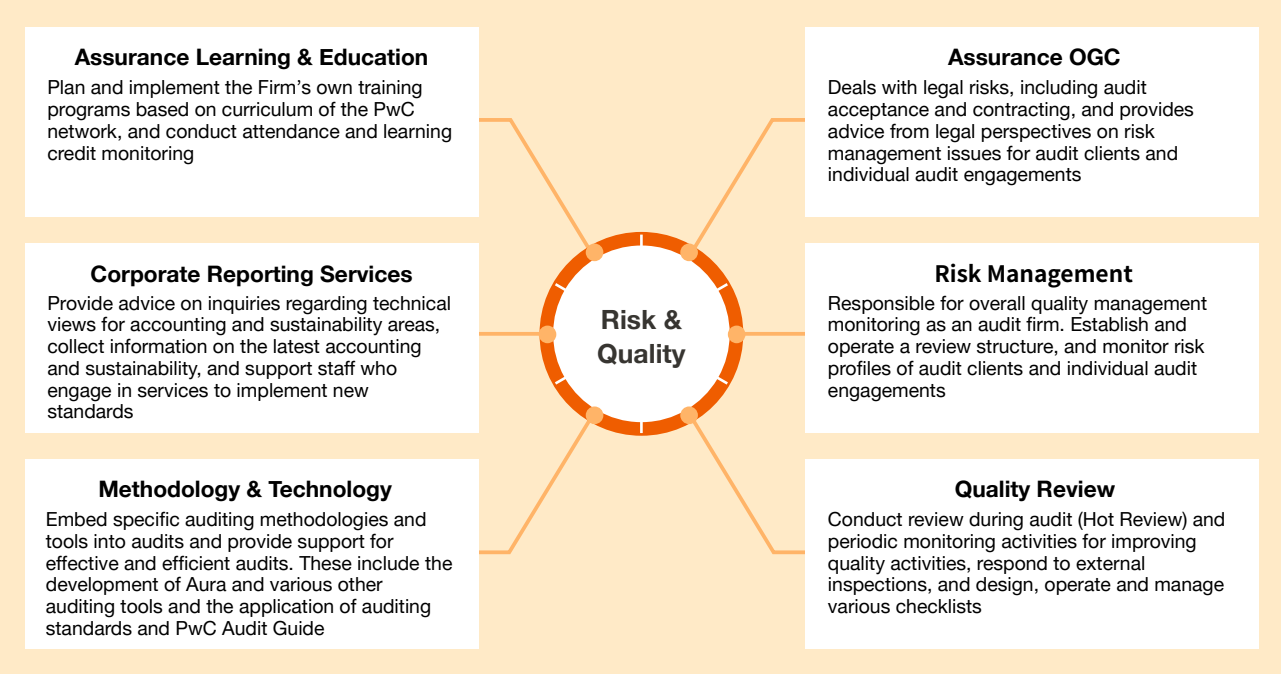 Assurance Learning & Education
Plan and implement the Firm's own training
programs based on curriculum of the PwC
network, and conduct attendance and learning
credit monitoring
Corporate Reporting Services
Provide advice on inquiries regarding technical
views for accounting and sustainability areas,
collect information on the latest accounting
and sustainability, and support staff who
engage in services to implement new
standards
Methodology & Technology
Embed specific auditing methodologies and
tools into audits and provide support for
effective and efficient audits. These include the
development of Aura and various other
auditing tools and the application of auditing
standards and PwC Audit Guide
Risk &
Quality
Assurance OGC
Deals with legal risks, including audit
acceptance and contracting, and provides
advice from legal perspectives on risk
management issues for audit clients and
individual audit engagements
Risk Management
Responsible for overall quality management
monitoring as an audit firm. Establish and
operate a review structure, and monitor risk
profiles of audit clients and individual audit
engagements
Quality Review
Conduct review during audit (Hot Review) and
periodic monitoring activities for improving
quality activities, respond to external
inspections, and design, operate and manage
various checklists